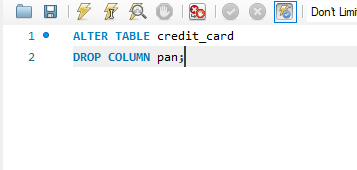 Don't Limi
1 ALTER TABLE credit_card
2 DROP COLUMN pan;